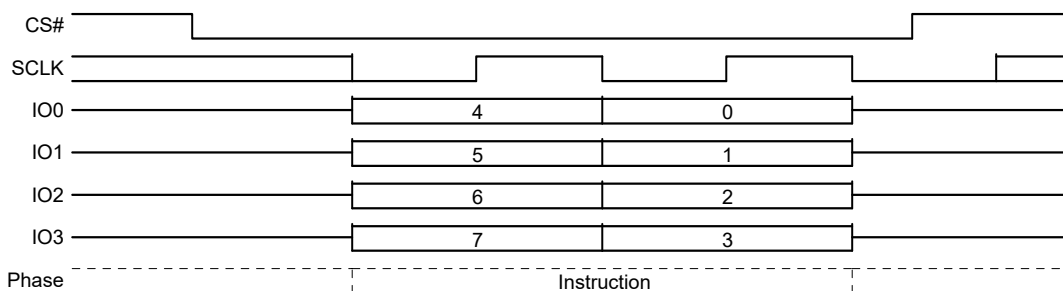 CS#
SCLK
IO0 4 0
IO1 5 1
IO2 6 2
IO3 7 3
Phase Instruction